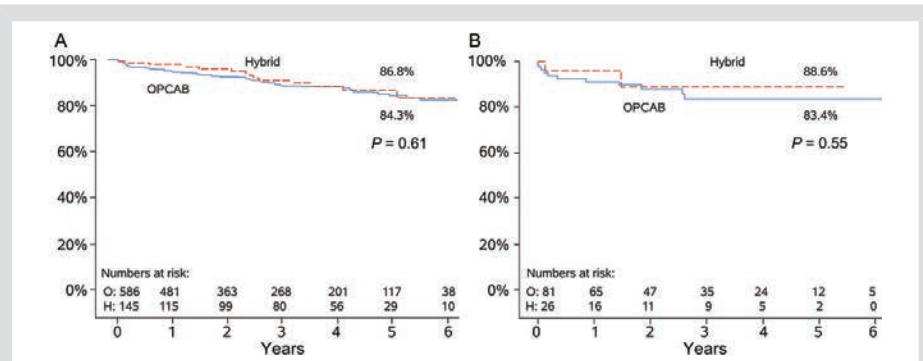 A
100%
80%
60%
40%
20%
0%
Hybrid
OPCAB
86.8%
84.3%
P = 0.61
Numbers at risk:
O: 586 481 363 268 201 117 38
H: 145 115 99 80 56 29 10
0 1 2 3 4 5 6
Years
B
100%
80%
60%
40%
20%
0%
Hybrid
OPCAB
88.6%
83.4%
P = 0.55
Numbers at risk:
O: 81 65 47 35 24 12 5
H: 26 16 11 9 5 2 0
0 1 2 3 4 5 6
Years